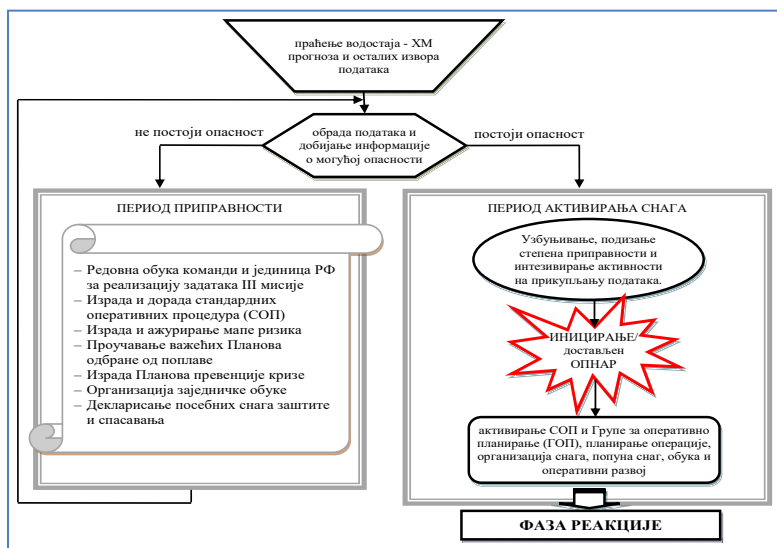 праћење водостаја - ХМ
прогноза и осталих извора
података
не постоји опасност
обрада података и
добијање информације
о могућој опасности
постоји опасност
ПЕРИОД ПРИПРАВНОСТИ
– Редовна обука команди и јединица РФ
за реализацију задатака III мисије
– Израда и дорада стандардних
оперативних процедура (СОП)
– Израда и ажурирање мапе ризика
– Проучавање важећих Планова
одбране од поплаве
– Израда Планова превенције кризе
– Организација заједничке обуке
– Декларисање посебних снага заштите
и спасавања
ПЕРИОД АКТИВИРАЊА СНАГА
Узбуњивање, подизање
степена приправности и
интезивирање активности
на прикупљању података.
ИНИЦИРАЊЕ/
достављен
ОПНАР
активирање СОП и Групе за оперативно
планирање (ГОП), планирање операције,
организација снага, попуна снаг, обука и
оперативни развој
ФАЗА РЕАКЦИЈЕ